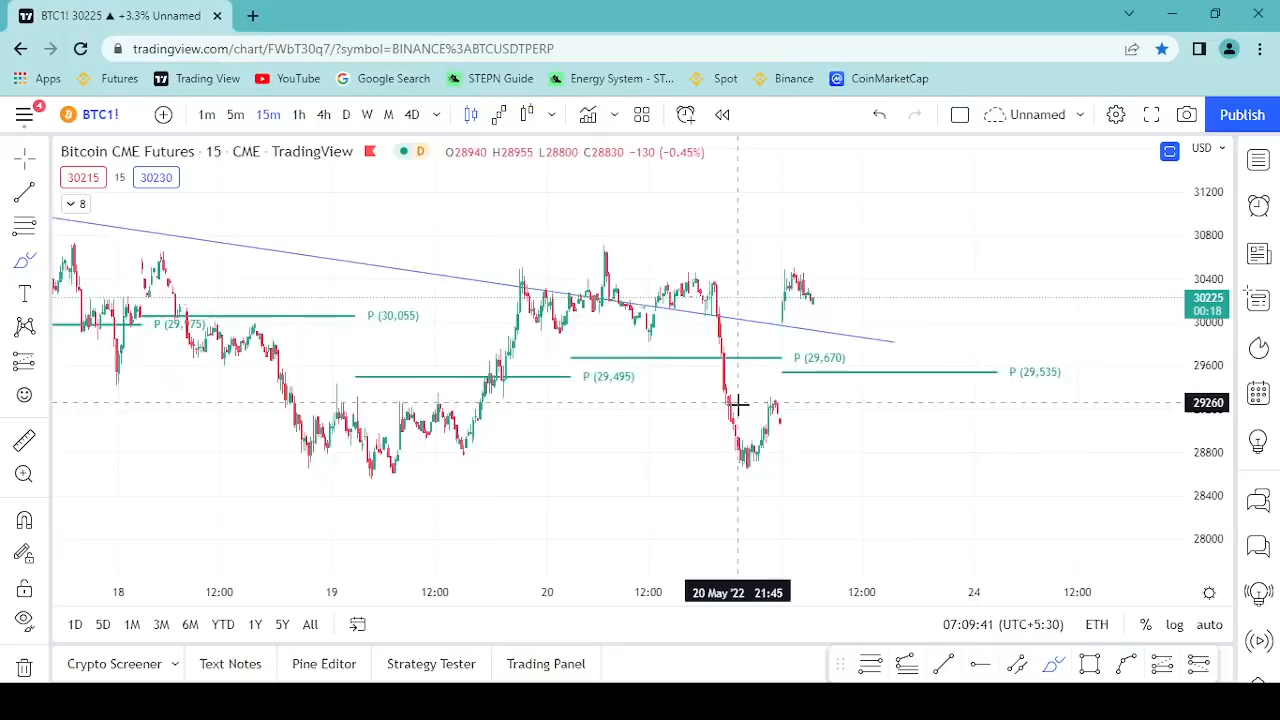 BTC1! 30225 ▲ +3.3% Unnamed
tradingview.com/chart/FWbT30q7/?symbol=BINANCE%3ABTCUSDTPERP
Apps Futures Trading View YouTube Google Search STEPN Guide Energy System - ST... Spot Binance CoinMarketCap
4 BTC1! 1m 5m 15m 1h 4h D W M 4D Unnamed Publish
Bitcoin CME Futures · 15 · CME · TradingView D O28940 H28955 L28800 C28830 −130 (−0.45%) USD
30215 15 30230
8
31200
30800
30400
30225
00:18
30000
29600
29260
28800
28400
28000
P (29,975)
P (30,055)
P (29,495)
P (29,670)
P (29,535)
18 12:00 19 12:00 20 12:00 20 May '22 21:45 12:00 24 12:00
1D 5D 1M 3M 6M YTD 1Y 5Y All 07:09:41 (UTC+5:30) ETH % log auto
Crypto Screener Text Notes Pine Editor Strategy Tester Trading Panel